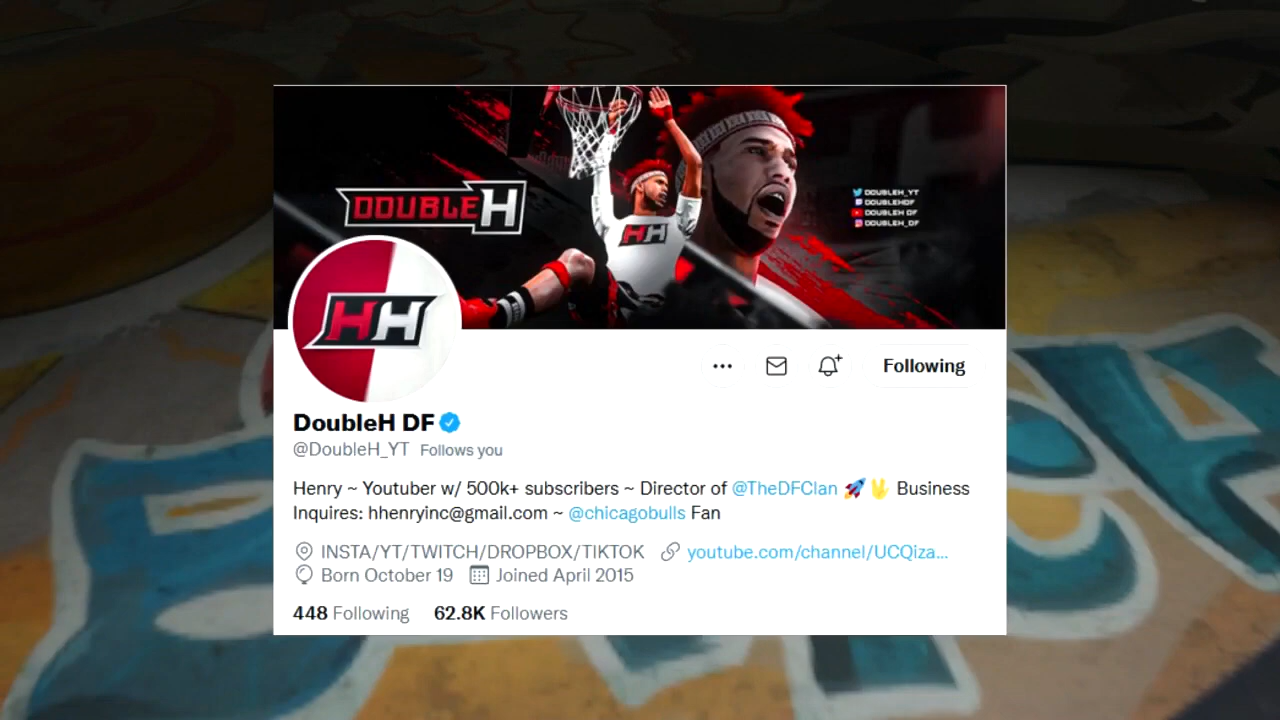 DOUBLEH
DOUBLEH_YT
DOUBLEHDF
DOUBLEH DF
DOUBLEH_DF
HH
HH
Following
DoubleH DF
@DoubleH_YT Follows you
Henry ~ Youtuber w/ 500k+ subscribers ~ Director of @TheDFClan 🚀 🖖 Business
Inquires: hhenryinc@gmail.com ~ @chicagobulls Fan
INSTA/YT/TWITCH/DROPBOX/TIKTOK youtube.com/channel/UCQiza...
Born October 19 Joined April 2015
448 Following 62.8K Followers